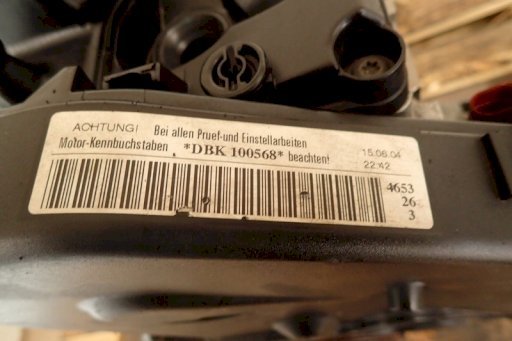 ACHTUNG! Bei allen Pruef-und Einstellarbeiten
Motor-Kennbuchstaben *DBK 100568* beachten!
15.06.04
22:42
4653
26
3